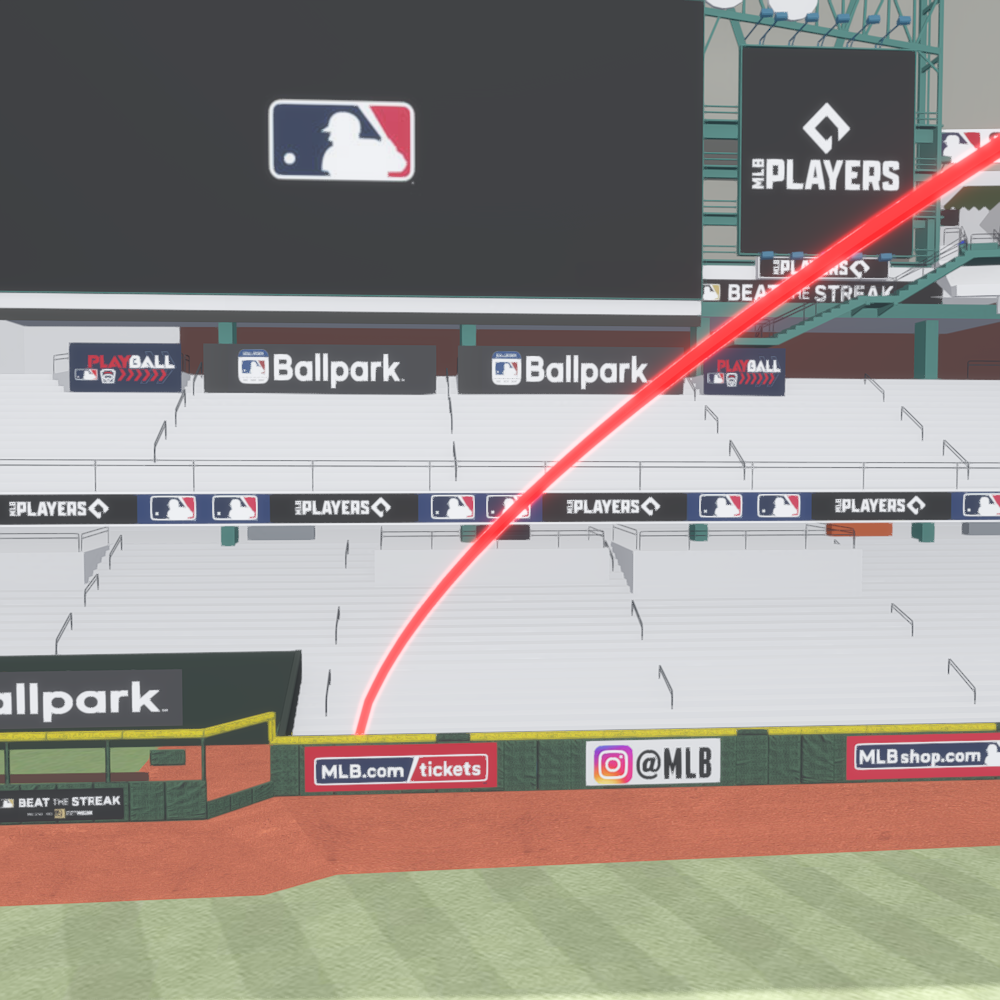 MLB PLAYERS
MLB PLAYERS
BEAT THE STREAK
PLAY BALL
Ballpark
Ballpark
PLAY BALL
MLB PLAYERS
MLB PLAYERS
MLB PLAYERS
MLB PLAYERS
allpark
MLB.com/tickets
@MLB
MLBshop.com
BEAT THE STREAK